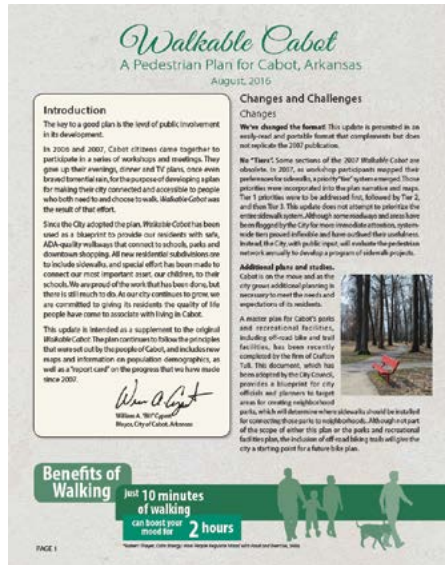 Walkable Cabot
A Pedestrian Plan for Cabot, Arkansas
August, 2016
Introduction
The key to a good plan is the level of public involvement
in its development.
In 2006 and 2007, Cabot citizens came together to
participate in a series of workshops and meetings. They
gave up their evenings, dinner and TV plans, once even
braved torrential rain, for the purpose of developing a plan
for making their city connected and accessible to people
who both need to and choose to walk. Walkable Cabot was
the result of that effort.
Since the City adopted the plan, Walkable Cabot has been
used as a blueprint to provide our residents with safe,
ADA-quality walkways that connect to schools, parks and
downtown shopping. All new residential subdivisions are
to include sidewalks, and special effort has been made to
connect our most important asset, our children, to their
schools. We are proud of the work that has been done, but
there is still much to do. As our city continues to grow, we
are committed to giving its residents the quality of life
people have come to associate with living in Cabot.
This update is intended as a supplement to the original
Walkable Cabot. The plan continues to follow the principles
that were set out by the people of Cabot, and includes new
maps and information on population demographics, as
well as a "report card" on the progress that we have made
since 2007.
William A. "Bill" Cypert
Mayor, City of Cabot, Arkansas
Changes and Challenges
Changes
We've changed the format! This update is presented in an
easily-read and portable format that complements but does
not replicate the 2007 publication.
No "Tiers". Some sections of the 2007 Walkable Cabot are
obsolete. In 2007, as workshop participants mapped their
preferences for sidewalks, a priority "tier" system emerged. Those
priorities were incorporated into the plan narrative and maps.
Tier 1 priorities were to be addressed first, followed by Tier 2,
and then Tier 3. This update does not attempt to prioritize the
entire sidewalk system. Although some roadways and areas have
been flagged by the City for more immediate attention, system-
wide tiers proved inflexible and have outlived their usefulness.
Instead, the City, with public input, will evaluate the pedestrian
network annually to develop a program of sidewalk projects.
Additional plans and studies.
Cabot is on the move and as the
city grows additional planning is
necessary to meet the needs and
expectations of its residents.
A master plan for Cabot's parks
and recreational facilities,
including off-road bike and trail
facilities, has been recently
completed by the firm of Crafton
Tull. This document, which has
been adopted by the City Council,
provides a blueprint for city
officials and planners to target
areas for creating neighborhood
parks, which will determine where sidewalks should be installed
for connecting those parks to neighborhoods. Although not part
of the scope of either this plan or the parks and recreational
facilities plan, the inclusion of off-road biking trails will give the
city a starting point for a future bike plan.
Benefits of
Walking
Just 10 minutes
of walking
can boost your
mood for 2 hours
PAGE 1